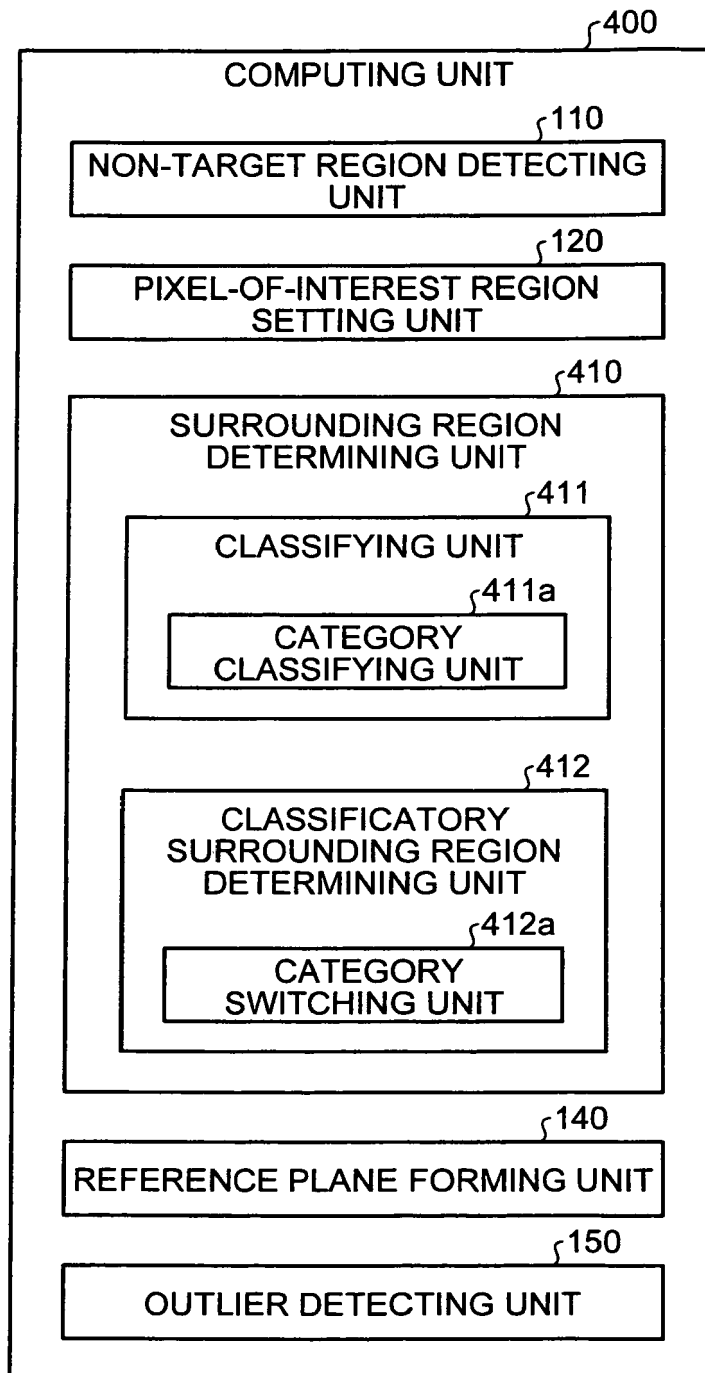 400
COMPUTING UNIT
110
NON-TARGET REGION DETECTING
UNIT
120
PIXEL-OF-INTEREST REGION
SETTING UNIT
410
SURROUNDING REGION
DETERMINING UNIT
411
CLASSIFYING UNIT
411a
CATEGORY
CLASSIFYING UNIT
412
CLASSIFICATORY
SURROUNDING REGION
DETERMINING UNIT
412a
CATEGORY
SWITCHING UNIT
140
REFERENCE PLANE FORMING UNIT
150
OUTLIER DETECTING UNIT